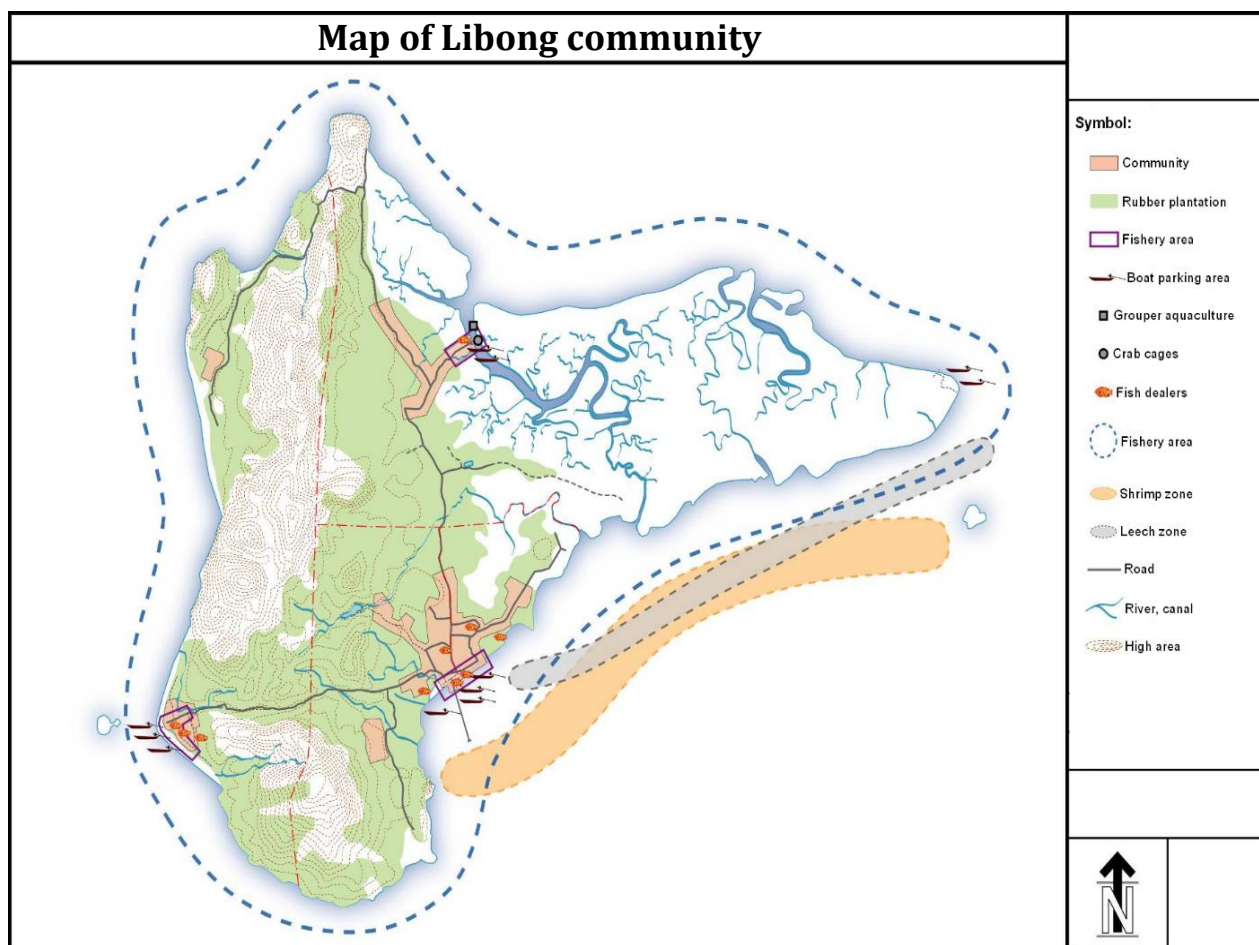 Map of Libong community
Symbol:
Community
Rubber plantation
Fishery area
Boat parking area
Grouper aquaculture
Crab cages
Fish dealers
Fishery area
Shrimp zone
Leech zone
Road
River, canal
High area
N